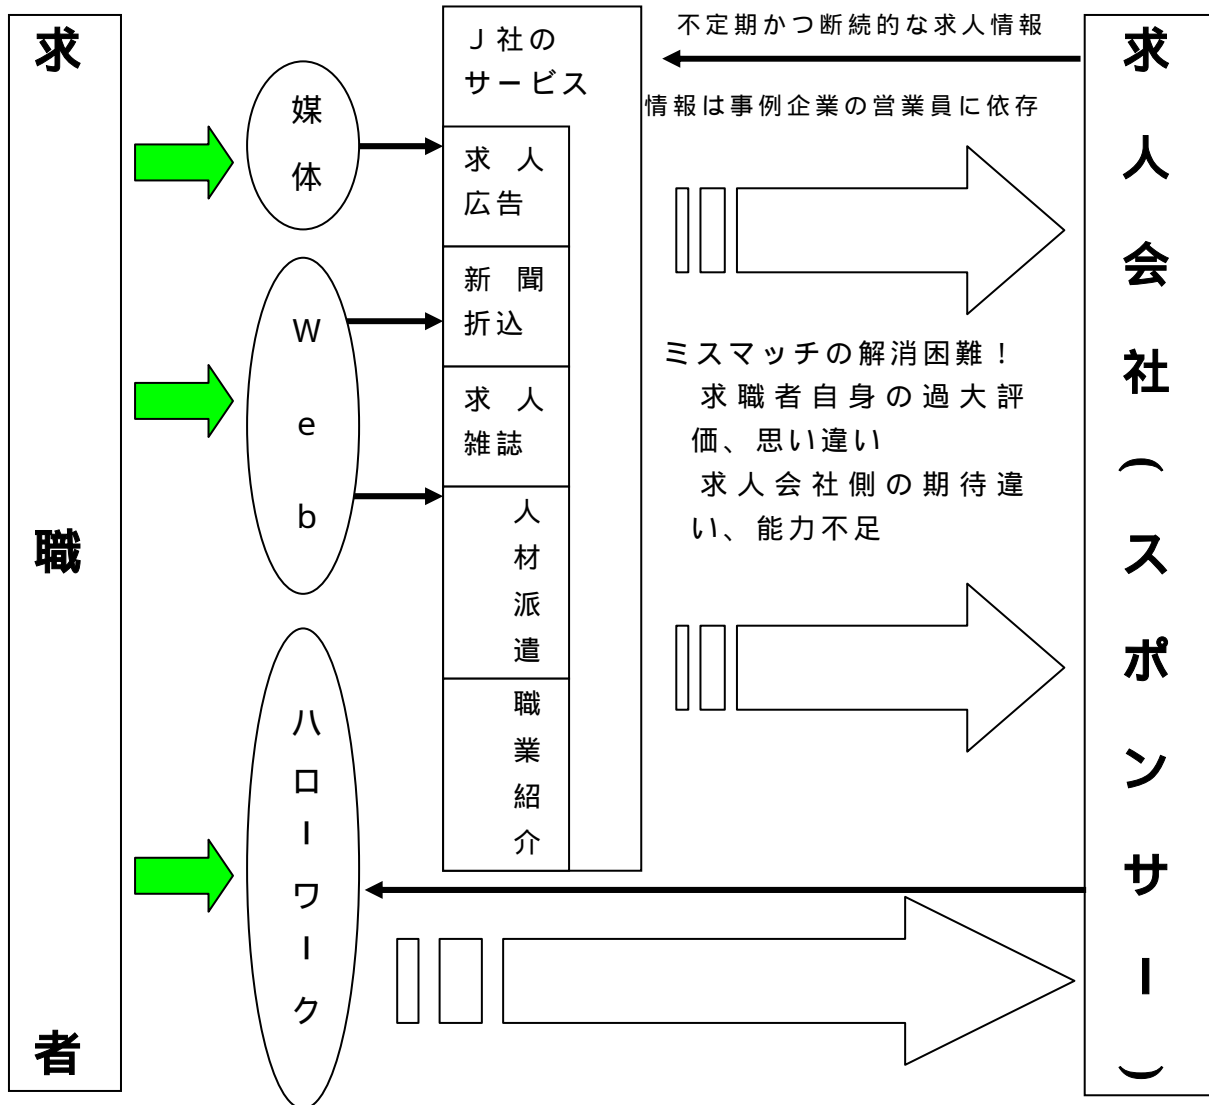 求職者
媒体
Web
ハローワーク
J社の
サービス
求人
広告
新聞
折込
求人
雑誌
人材派遣
職業紹介
不定期かつ断続的な求人情報
情報は事例企業の営業員に依存
ミスマッチの解消困難！
求職者自身の過大評
価、思い違い
求人会社側の期待違
い、能力不足
求人会社（スポンサー）